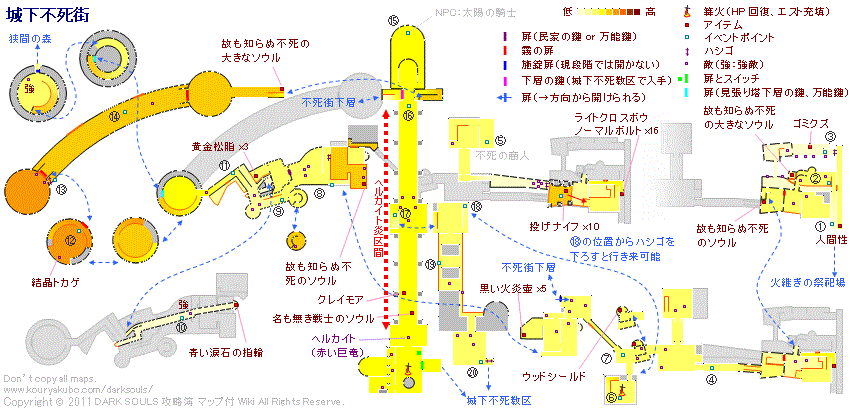 城下不死街
狭間の森
強
故も知らぬ不死の
大きなソウル
NPC：太陽の騎士
低
高
扉(民家の鍵 or 万能鍵)
霧の扉
施錠扉(現段階では開かない)
下層の鍵(城下不死教区で入手)
扉(→方向から開けられる)
篝火(HP回復、エスト充填)
アイテム
イベントポイント
ハシゴ
敵(強：強敵)
扉とスイッチ
扉(見張り塔下層の鍵、万能鍵)
⑮
⑭
不死街下層
⑯
黄金松脂 x3
⑪
⑬
⑧
⑨
ヘルカイト炎区間
⑤
不死の商人
ライトクロスボウ
ノーマルボルト x16
故も知らぬ不死
の大きなソウル
ゴミクズ
③
②
①
人間性
故も知らぬ不死
のソウル
投げナイフ x10
⑰
⑱
⑱の位置からハシゴを
下ろすと行き来可能
火継ぎの祭祀場
⑫
結晶トカゲ
故も知らぬ不
死のソウル
⑲
不死街下層
黒い火炎壺 x5
クレイモア
名も無き戦士のソウル
強
⑩
青い涙石の指輪
ヘルカイト
(赤い巨竜)
⑳
ウッドシールド
⑦
⑥
④
城下不死教区
Don't copy all maps.
www.kouryakubo.com/darksouls/
Copyright © 2011 DARK SOULS 攻略簿 マップ付 Wiki All Rights Reserve.